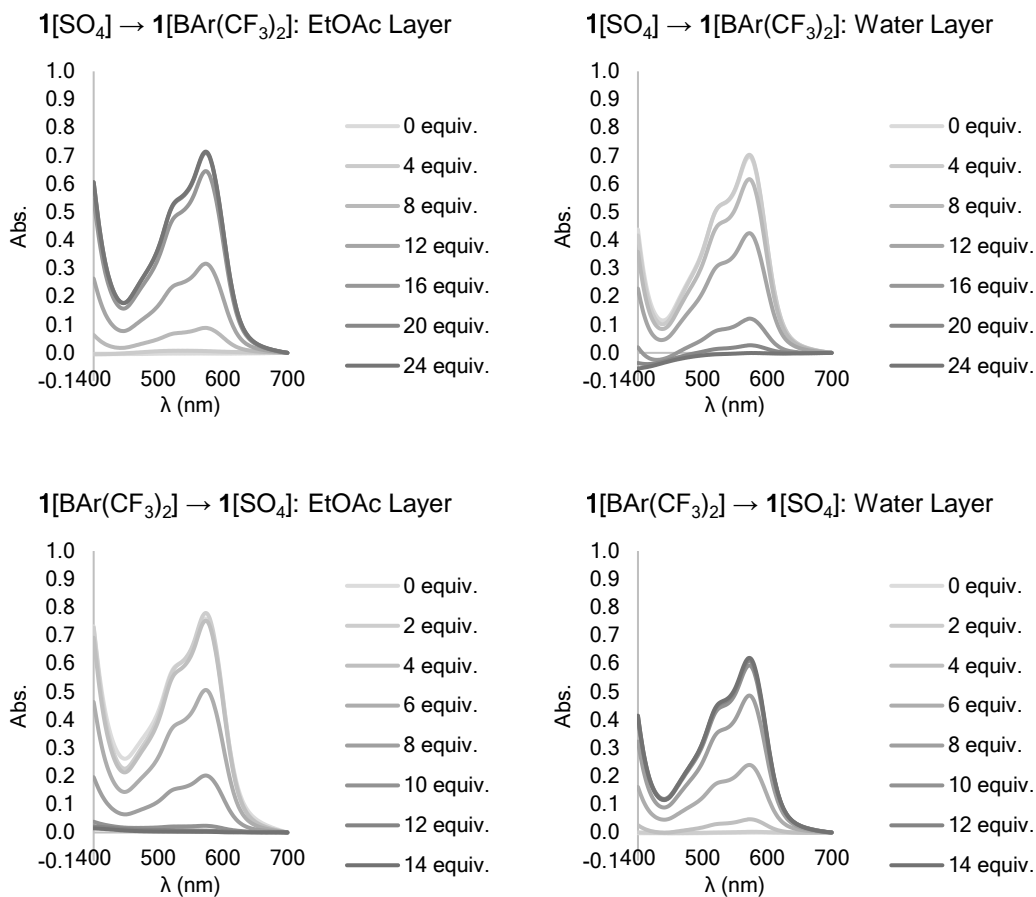 1[SO₄] → 1[BAr(CF₃)₂]: EtOAc Layer
1.0
0.9
0.8
0.7
0.6
0.5
0.4
0.3
0.2
0.1
0.0
-0.1
400
500
600
700
Abs.
λ (nm)
0 equiv.
4 equiv.
8 equiv.
12 equiv.
16 equiv.
20 equiv.
24 equiv.
1[SO₄] → 1[BAr(CF₃)₂]: Water Layer
1.0
0.9
0.8
0.7
0.6
0.5
0.4
0.3
0.2
0.1
0.0
-0.1
400
500
600
700
Abs.
λ (nm)
0 equiv.
4 equiv.
8 equiv.
12 equiv.
16 equiv.
20 equiv.
24 equiv.
1[BAr(CF₃)₂] → 1[SO₄]: EtOAc Layer
1.0
0.9
0.8
0.7
0.6
0.5
0.4
0.3
0.2
0.1
0.0
-0.1
400
500
600
700
Abs.
λ (nm)
0 equiv.
2 equiv.
4 equiv.
6 equiv.
8 equiv.
10 equiv.
12 equiv.
14 equiv.
1[BAr(CF₃)₂] → 1[SO₄]: Water Layer
1.0
0.9
0.8
0.7
0.6
0.5
0.4
0.3
0.2
0.1
0.0
-0.1
400
500
600
700
Abs.
λ (nm)
0 equiv.
2 equiv.
4 equiv.
6 equiv.
8 equiv.
10 equiv.
12 equiv.
14 equiv.